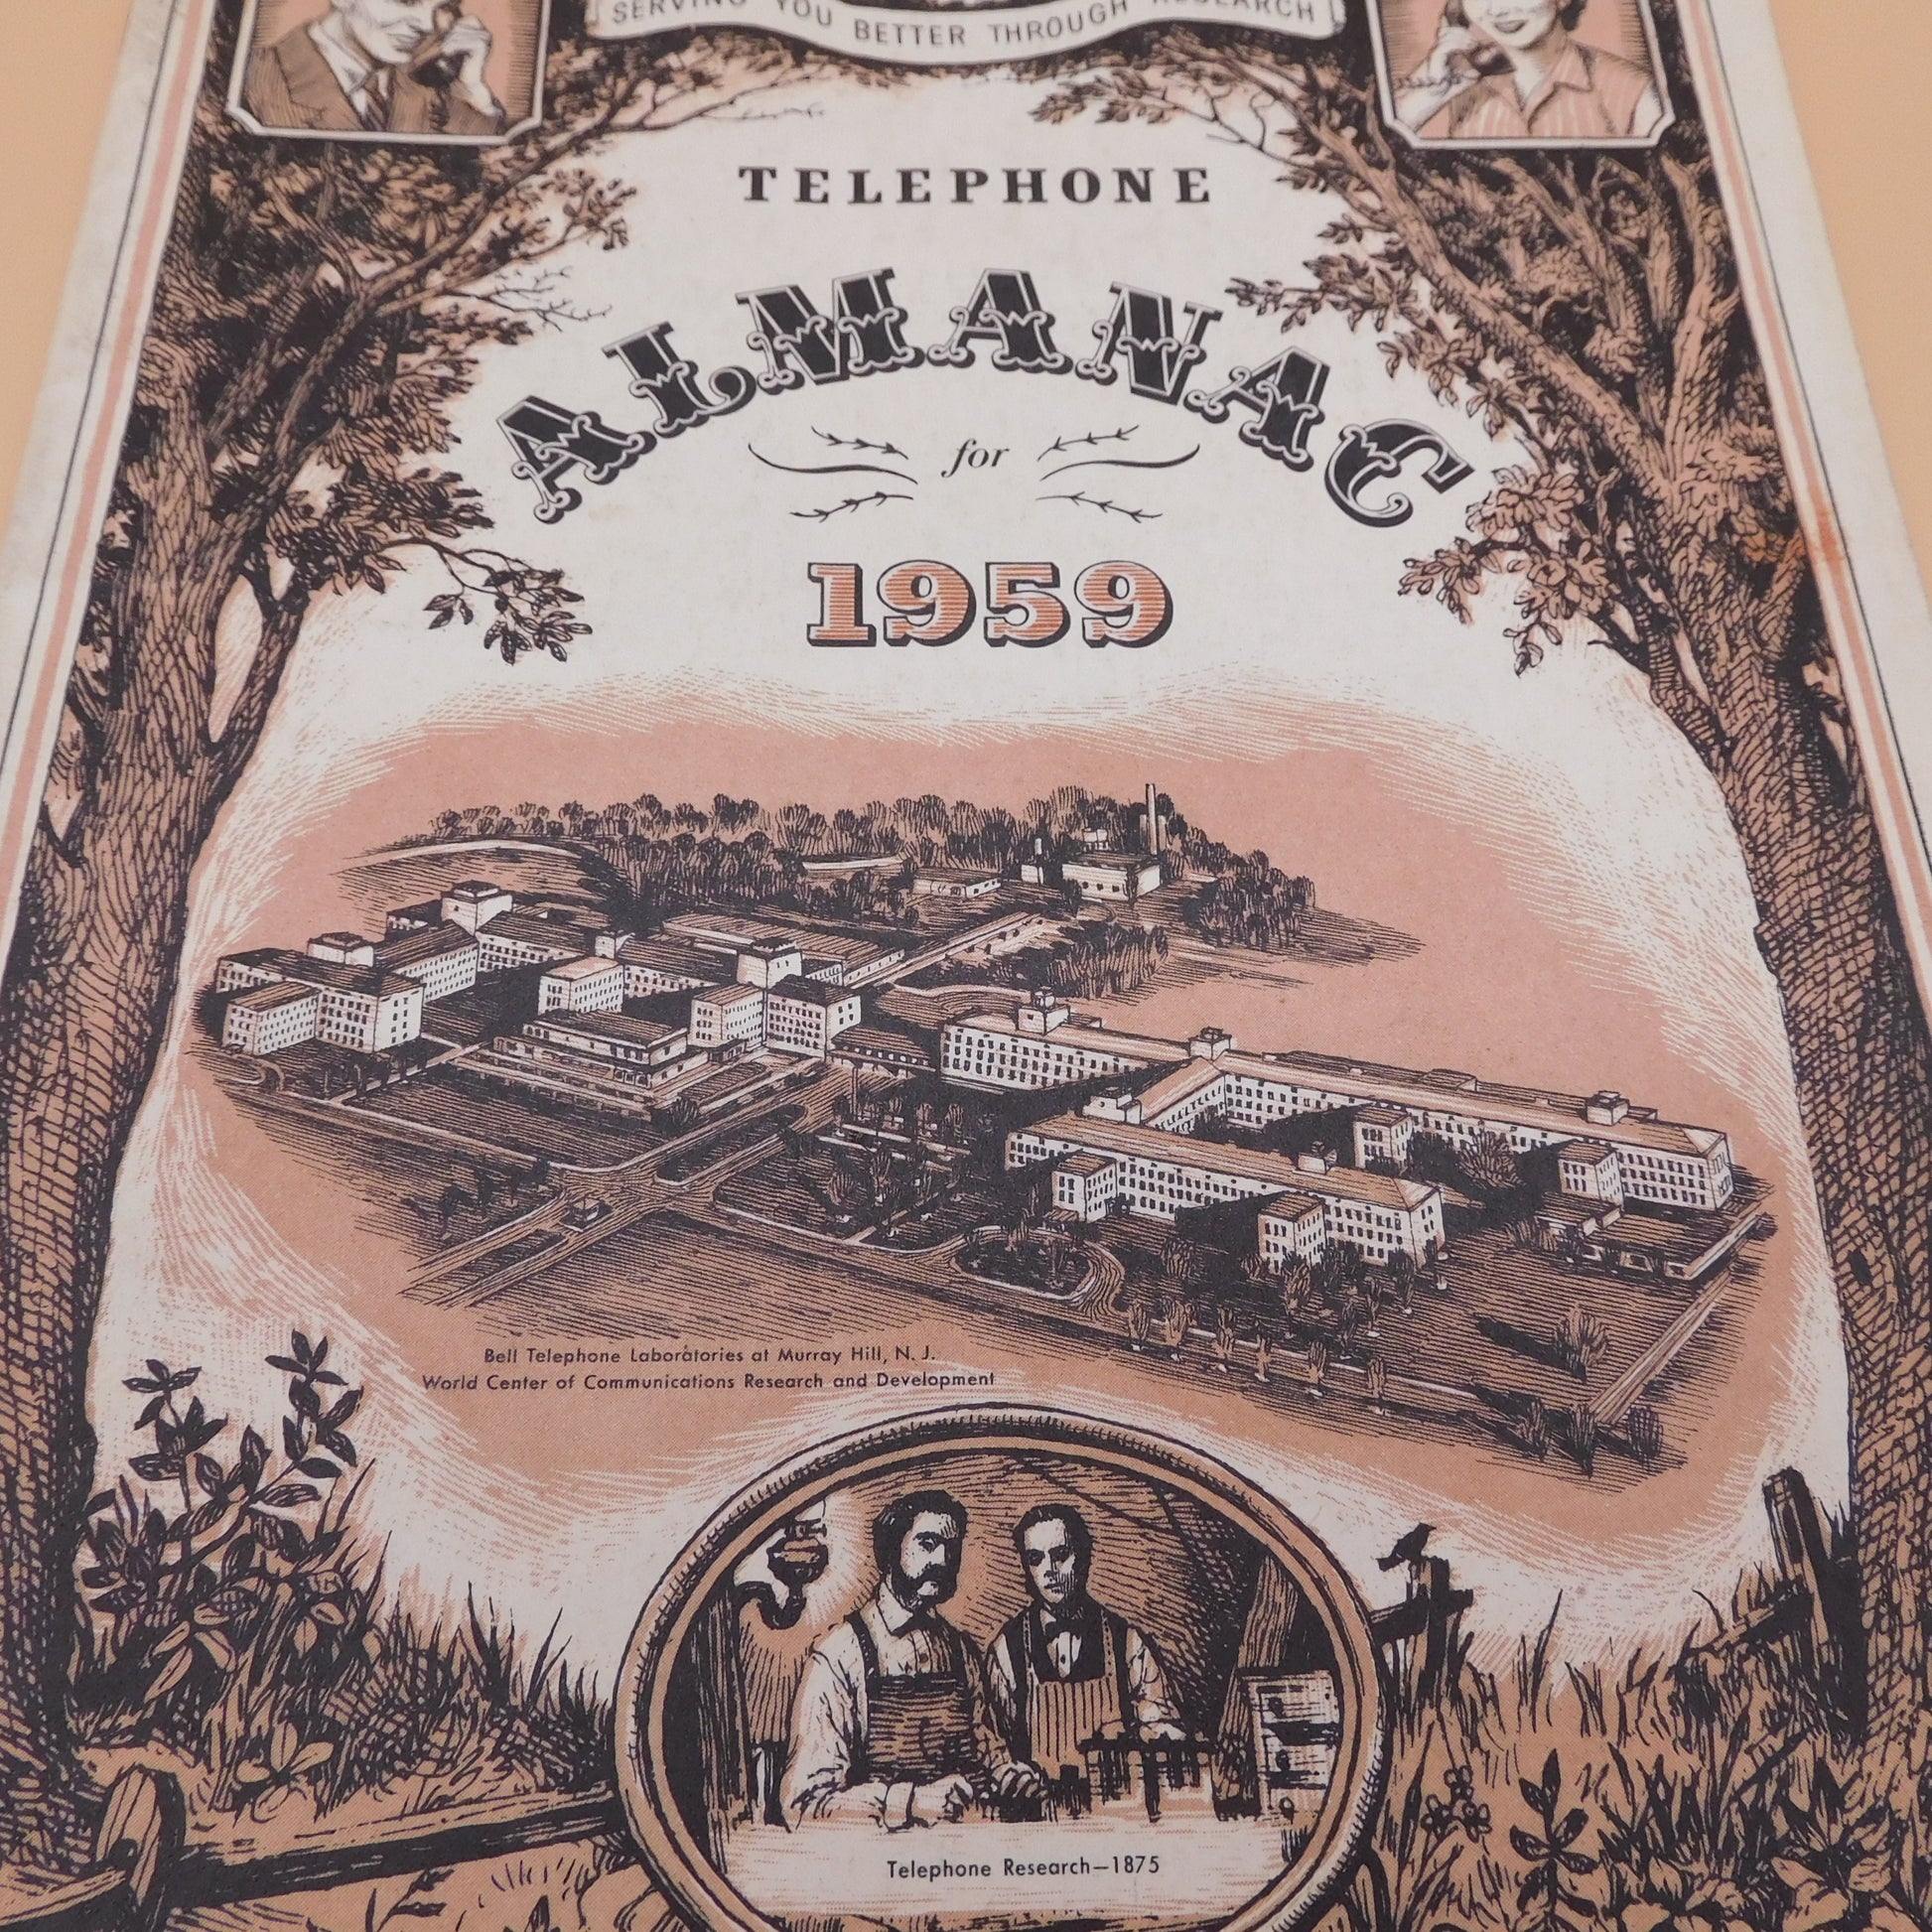 SERVING YOU BETTER THROUGH RESEARCH
TELEPHONE
ALMANAC
for
1959
Bell Telephone Laboratories at Murray Hill, N. J.
World Center of Communications Research and Development
Telephone Research—1875